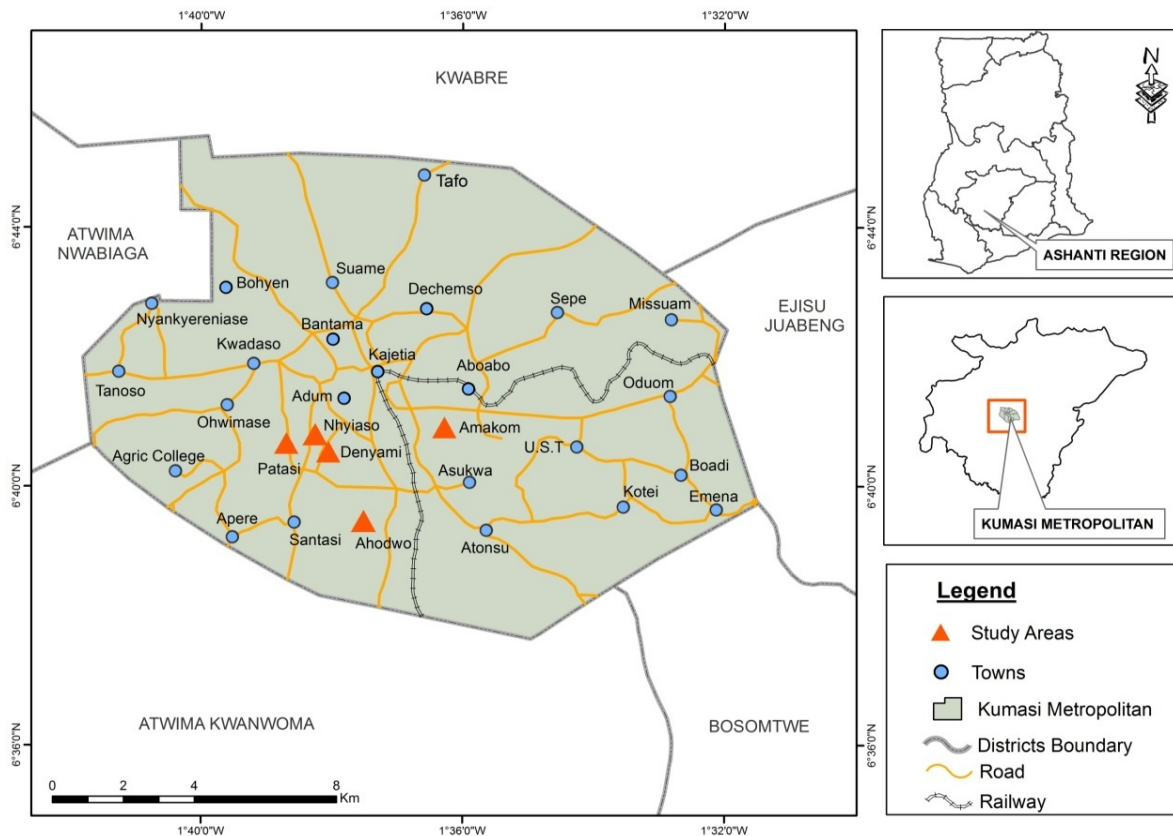 1°40'0"W
1°36'0"W
1°32'0"W
KWABRE
N
6°44'0"N
6°44'0"N
Tafo
ATWIMA
NWABIAGA
ASHANTI REGION
Bohyen
Suame
Dechemso
Sepe
Missuam
EJISU
JUABENG
Nyankyereniase
Bantama
Kwadaso
Kajetia
Aboabo
Tanoso
Adum
Oduom
Ohwimase
Nhyiaso
Amakom
Agric College
Patasi
Denyami
U.S.T
Asukwa
Boadi
6°40'0"N
6°40'0"N
Kotei
Emena
Apere
Santasi
Ahodwo
Atonsu
KUMASI METROPOLITAN
Legend
Study Areas
Towns
Kumasi Metropolitan
Districts Boundary
Road
Railway
ATWIMA KWANWOMA
BOSOMTWE
6°36'0"N
6°36'0"N
0 2 4 8
Km
1°40'0"W
1°36'0"W
1°32'0"W